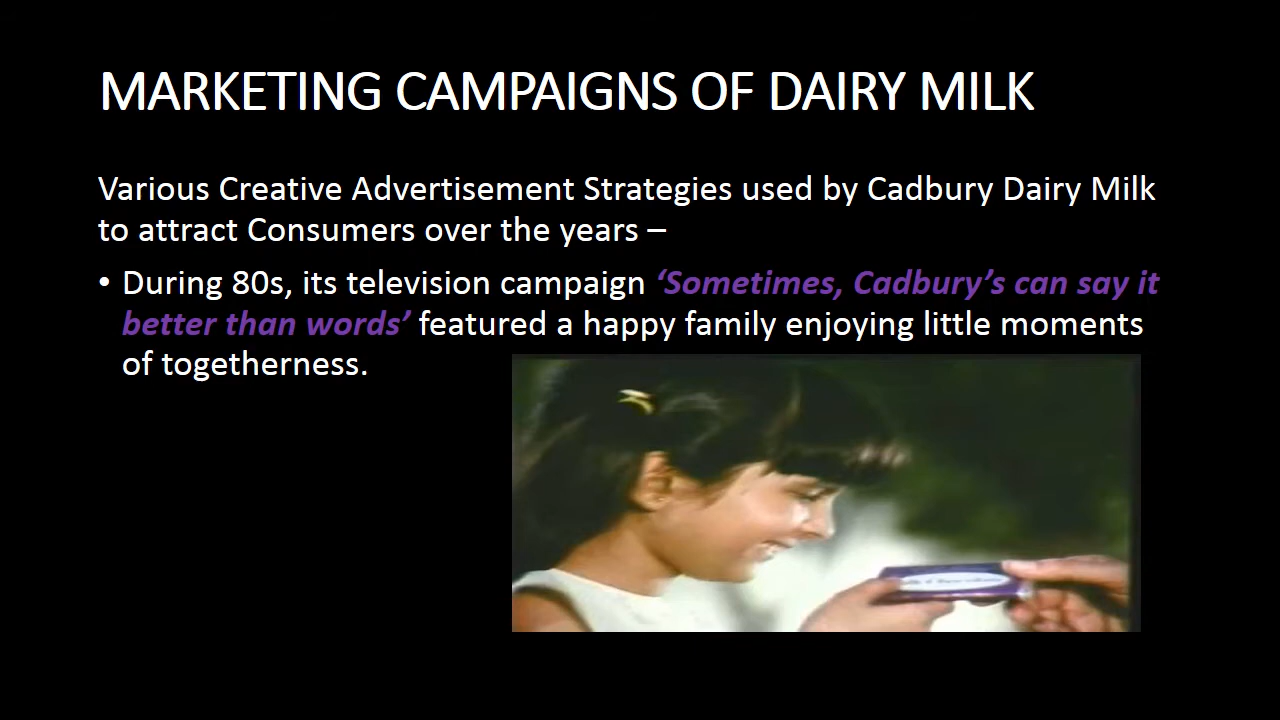 MARKETING CAMPAIGNS OF DAIRY MILK
Various Creative Advertisement Strategies used by Cadbury Dairy Milk
to attract Consumers over the years –
• During 80s, its television campaign ‘Sometimes, Cadbury’s can say it
better than words’ featured a happy family enjoying little moments
of togetherness.